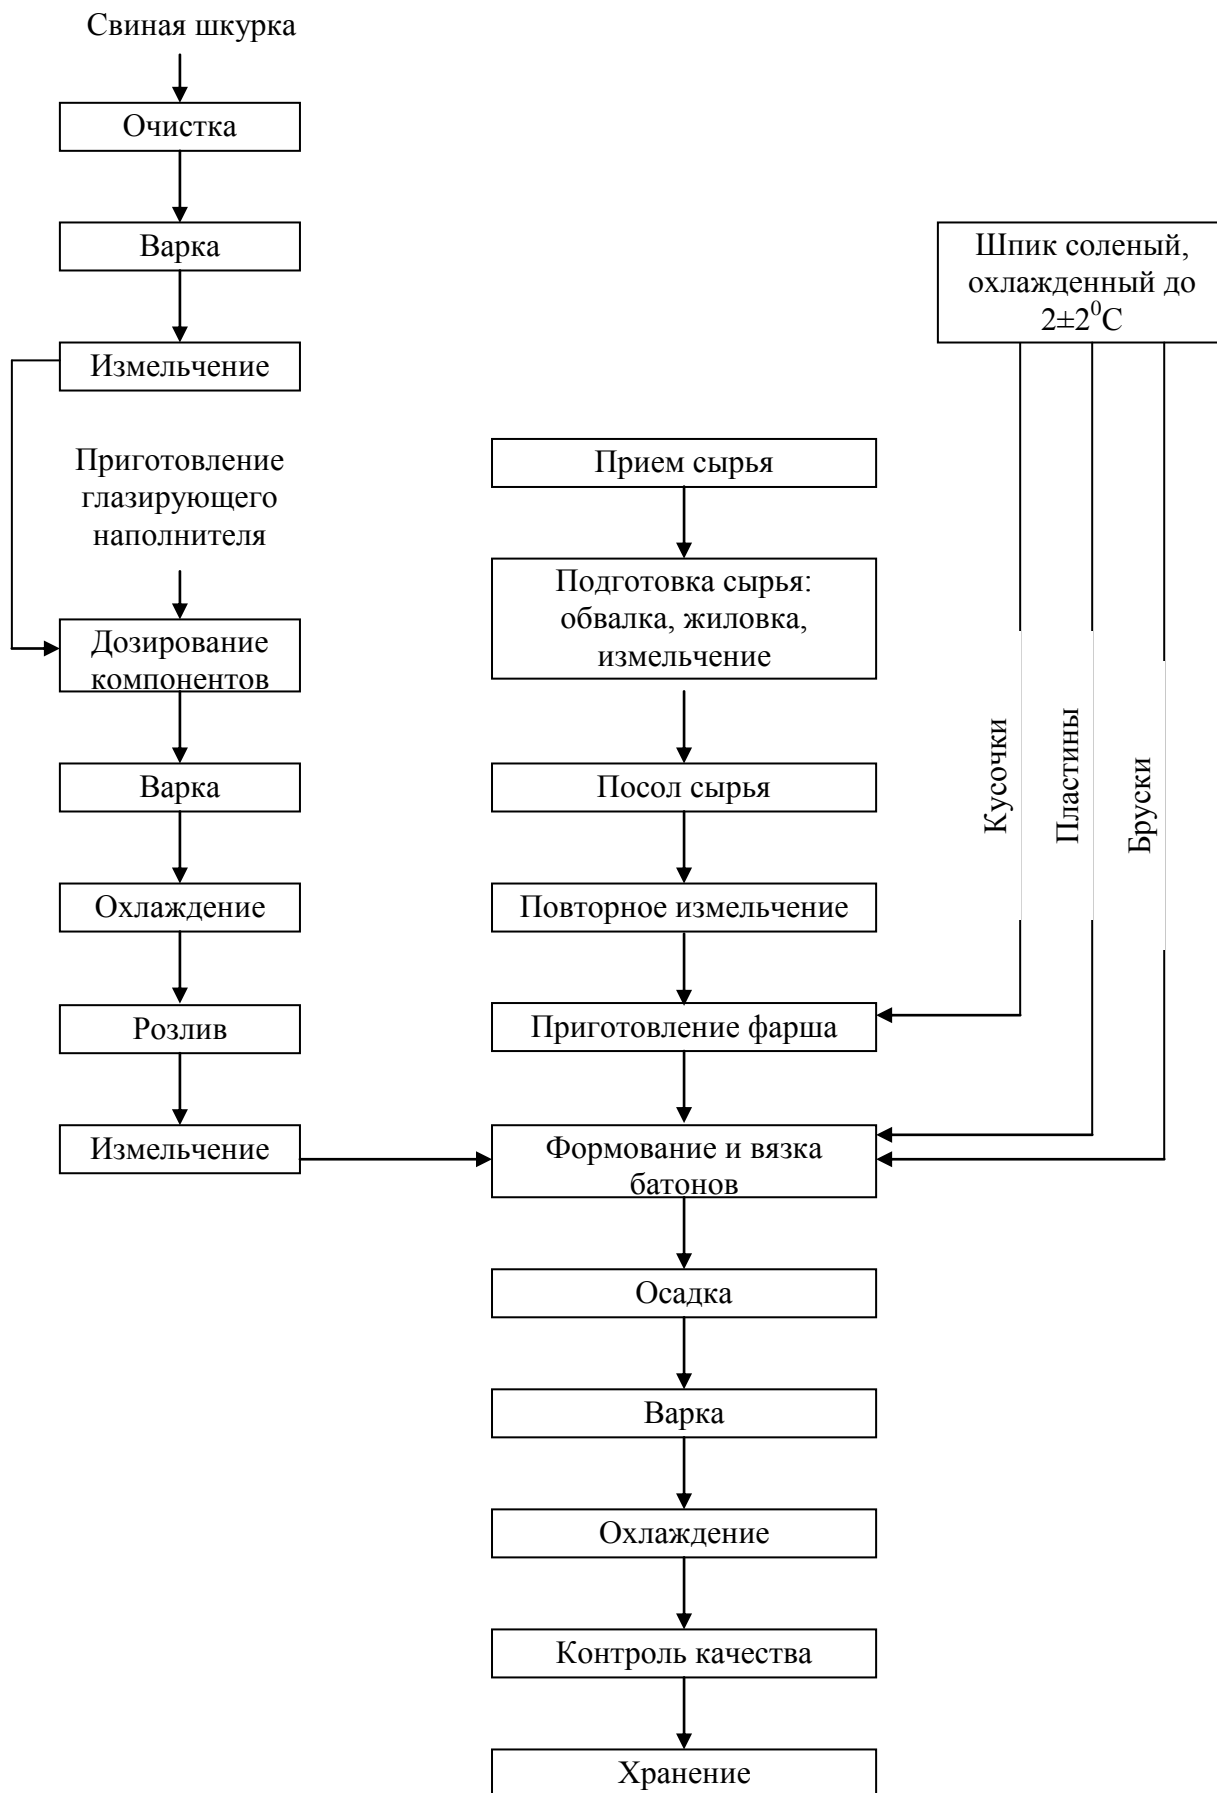 Свиная шкурка
Очистка
Варка
Измельчение
Приготовление
глазирующего
наполнителя
Дозирование
компонентов
Варка
Охлаждение
Розлив
Измельчение
Прием сырья
Подготовка сырья:
обвалка, жиловка,
измельчение
Посол сырья
Повторное измельчение
Приготовление фарша
Формование и вязка
батонов
Осадка
Варка
Охлаждение
Контроль качества
Хранение
Шпик соленый,
охлажденный до
2±2⁰С
Кусочки
Пластины
Бруски